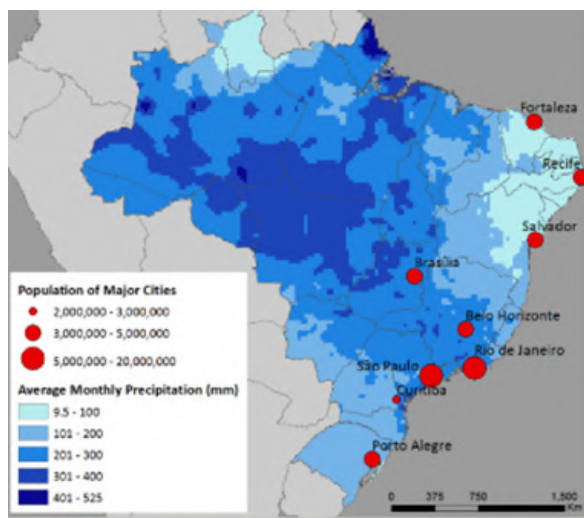 Fortaleza
Recife
Salvador
Brasília
Belo Horizonte
Rio de Janeiro
São Paulo
Curitiba
Porto Alegre
Population of Major Cities
2,000,000 - 3,000,000
3,000,000 - 5,000,000
5,000,000 - 20,000,000
Average Monthly Precipitation (mm)
9.5 - 100
101 - 200
201 - 300
301 - 400
401 - 525
0 375 750 1,500
Km